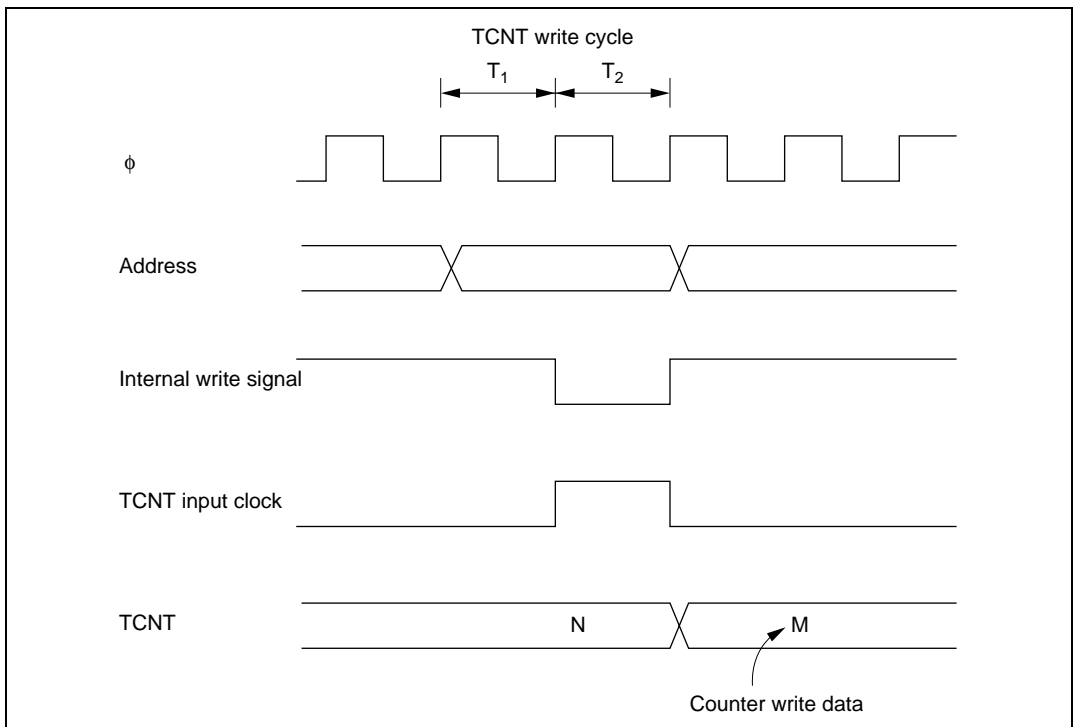 TCNT write cycle
T1 T2
ϕ
Address
Internal write signal
TCNT input clock
TCNT N M
Counter write data